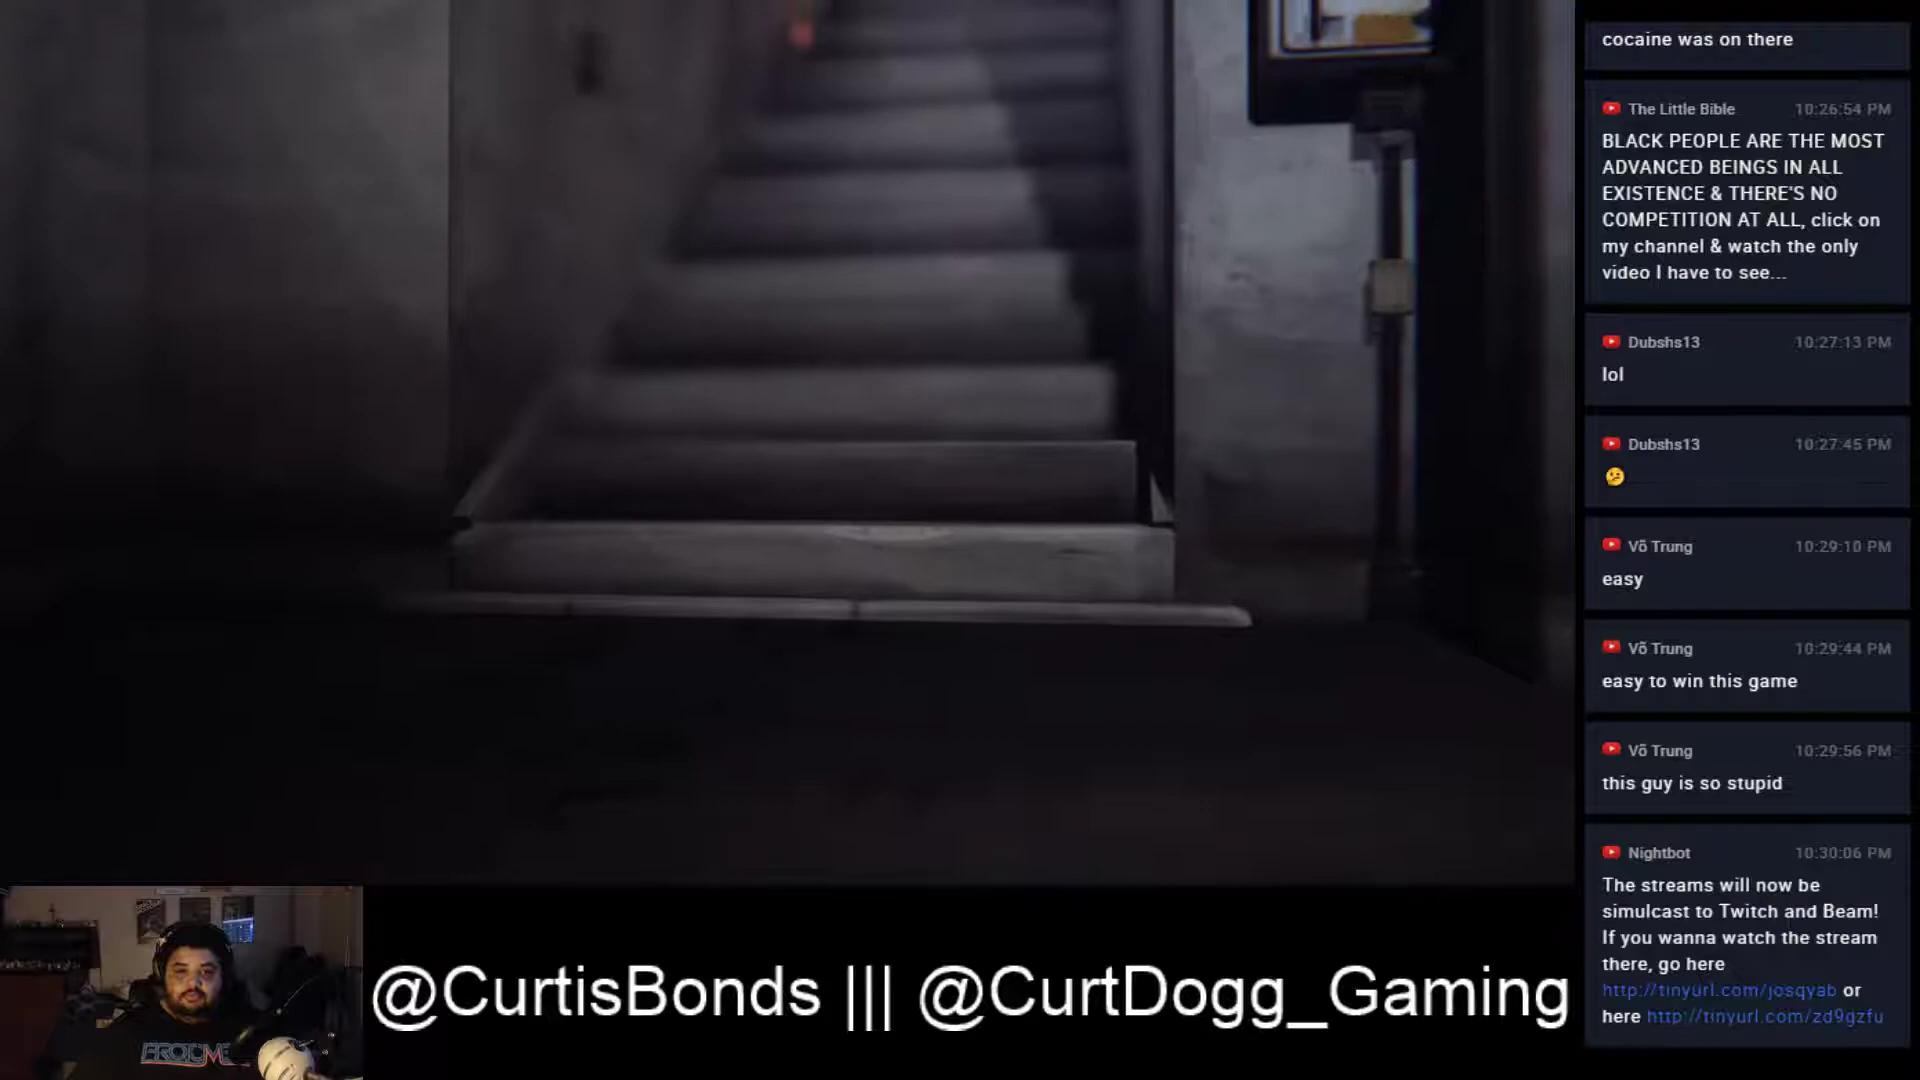 cocaine was on there
The Little Bible 10:26:54 PM
BLACK PEOPLE ARE THE MOST
ADVANCED BEINGS IN ALL
EXISTENCE & THERE'S NO
COMPETITION AT ALL, click on
my channel & watch the only
video I have to see...
Dubshs13 10:27:13 PM
lol
Dubshs13 10:27:45 PM
🤔
Võ Trung 10:29:10 PM
easy
Võ Trung 10:29:44 PM
easy to win this game
Võ Trung 10:29:56 PM
this guy is so stupid
Nightbot 10:30:06 PM
The streams will now be
simulcast to Twitch and Beam!
If you wanna watch the stream
there, go here
http://tinyurl.com/josqyab or
here http://tinyurl.com/zd9gzfu
@CurtisBonds ||| @CurtDogg_Gaming